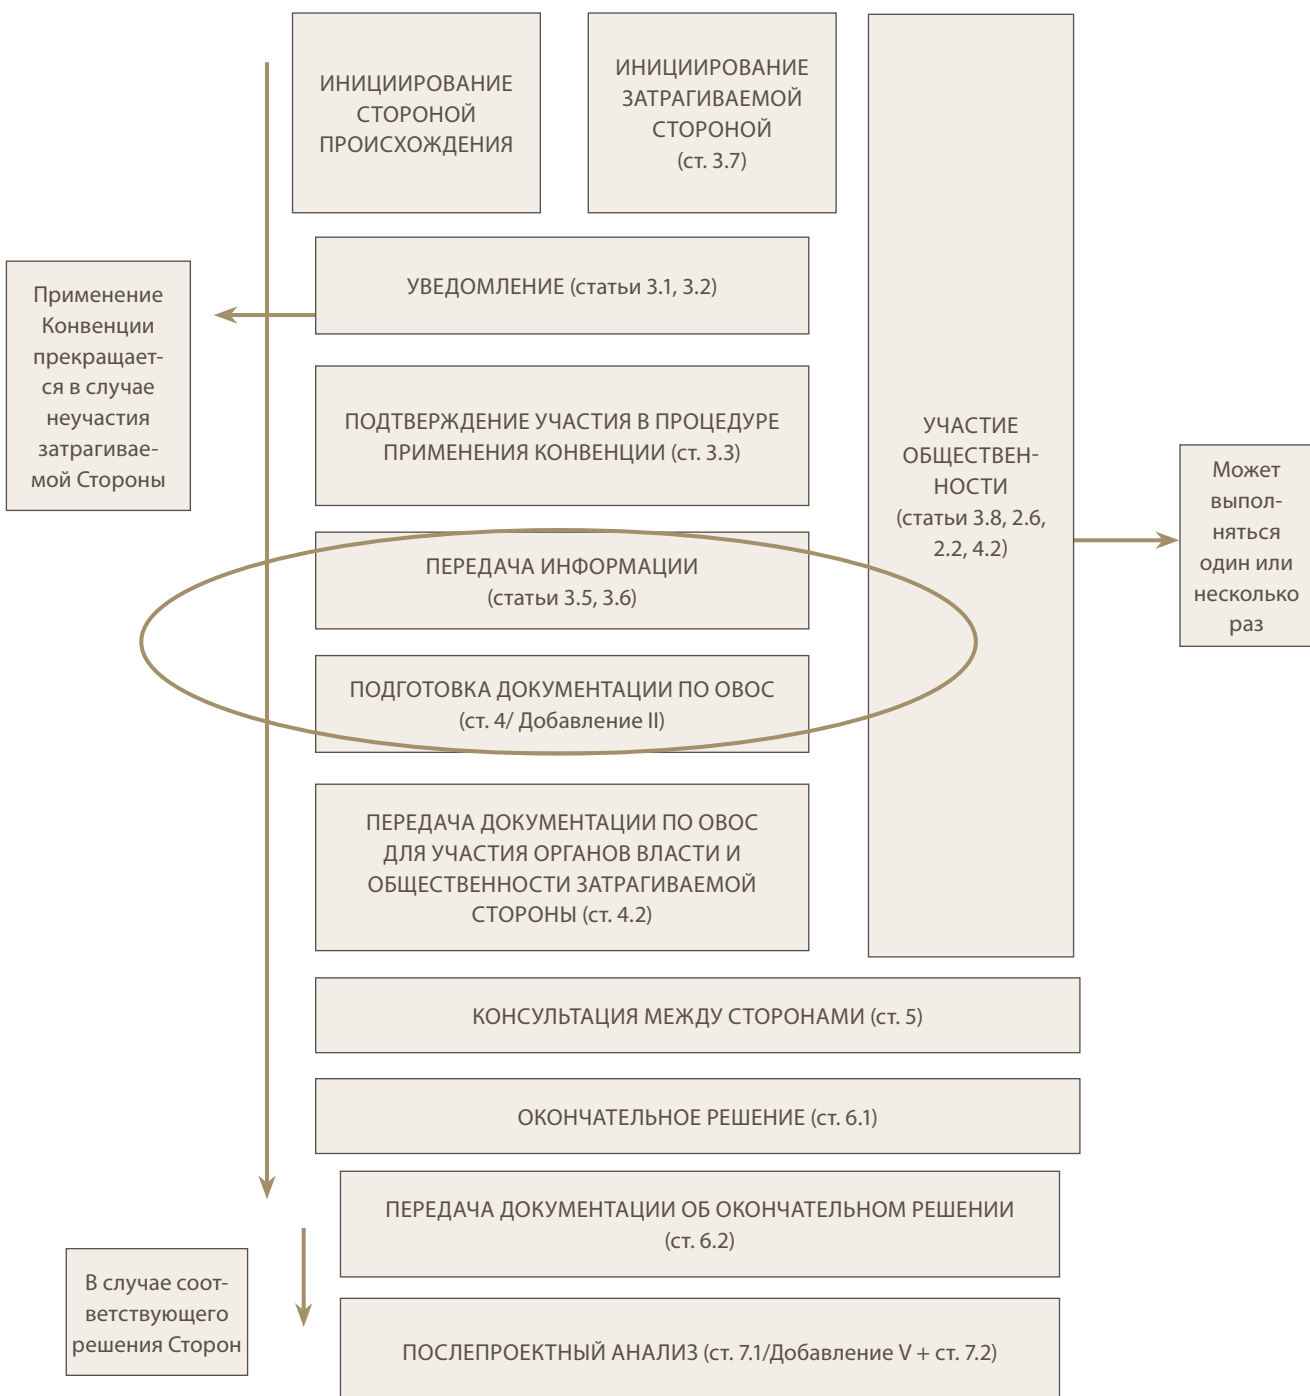 ИНИЦИИРОВАНИЕ
СТОРОНОЙ
ПРОИСХОЖДЕНИЯ
ИНИЦИИРОВАНИЕ
ЗАТРАГИВАЕМОЙ
СТОРОНОЙ
(ст. 3.7)
УВЕДОМЛЕНИЕ (статьи 3.1, 3.2)
Применение
Конвенции
прекращает-
ся в случае
неучастия
затрагивае-
мой Стороны
ПОДТВЕРЖДЕНИЕ УЧАСТИЯ В ПРОЦЕДУРЕ
ПРИМЕНЕНИЯ КОНВЕНЦИИ (ст. 3.3)
УЧАСТИЕ
ОБЩЕСТВЕН-
НОСТИ
(статьи 3.8, 2.6,
2.2, 4.2)
Может
выпол-
няться
один или
несколько
раз
ПЕРЕДАЧА ИНФОРМАЦИИ
(статьи 3.5, 3.6)
ПОДГОТОВКА ДОКУМЕНТАЦИИ ПО ОВОС
(ст. 4/ Добавление II)
ПЕРЕДАЧА ДОКУМЕНТАЦИИ ПО ОВОС
ДЛЯ УЧАСТИЯ ОРГАНОВ ВЛАСТИ И
ОБЩЕСТВЕННОСТИ ЗАТРАГИВАЕМОЙ
СТОРОНЫ (ст. 4.2)
КОНСУЛЬТАЦИЯ МЕЖДУ СТОРОНАМИ (ст. 5)
ОКОНЧАТЕЛЬНОЕ РЕШЕНИЕ (ст. 6.1)
ПЕРЕДАЧА ДОКУМЕНТАЦИИ ОБ ОКОНЧАТЕЛЬНОМ РЕШЕНИИ
(ст. 6.2)
В случае соот-
ветствующего
решения Сторон
ПОСЛЕПРОЕКТНЫЙ АНАЛИЗ (ст. 7.1/Добавление V + ст. 7.2)